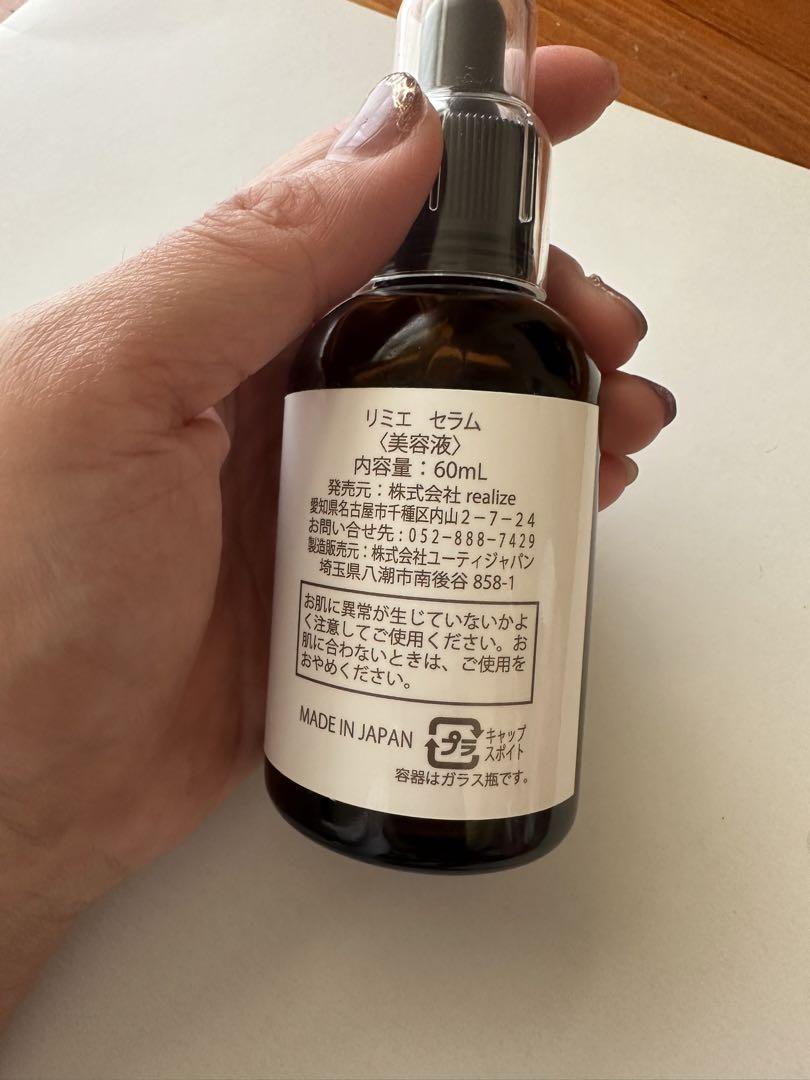 リミエ　セラム
〈美容液〉
内容量：60mL
発売元：株式会社 realize
愛知県名古屋市千種区内山２－７－２４
お問い合せ先：０５２－８８８－７４２９
製造販売元：株式会社ユーティジャパン
埼玉県八潮市南後谷 858-1
お肌に異常が生じていないかよ
く注意してご使用ください。お
肌に合わないときは、ご使用を
おやめください。
MADE IN JAPAN
プラ
キャップ
スポイト
容器はガラス瓶です。